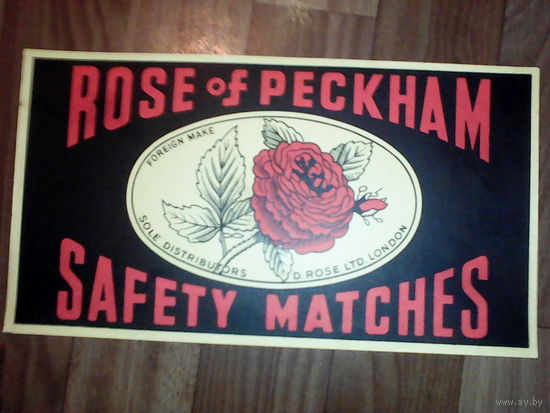 ROSE of PECKHAM
FOREIGN MAKE
SOLE DISTRIBUTORS D. ROSE LTD. LONDON
SAFETY MATCHES
www.ay.by